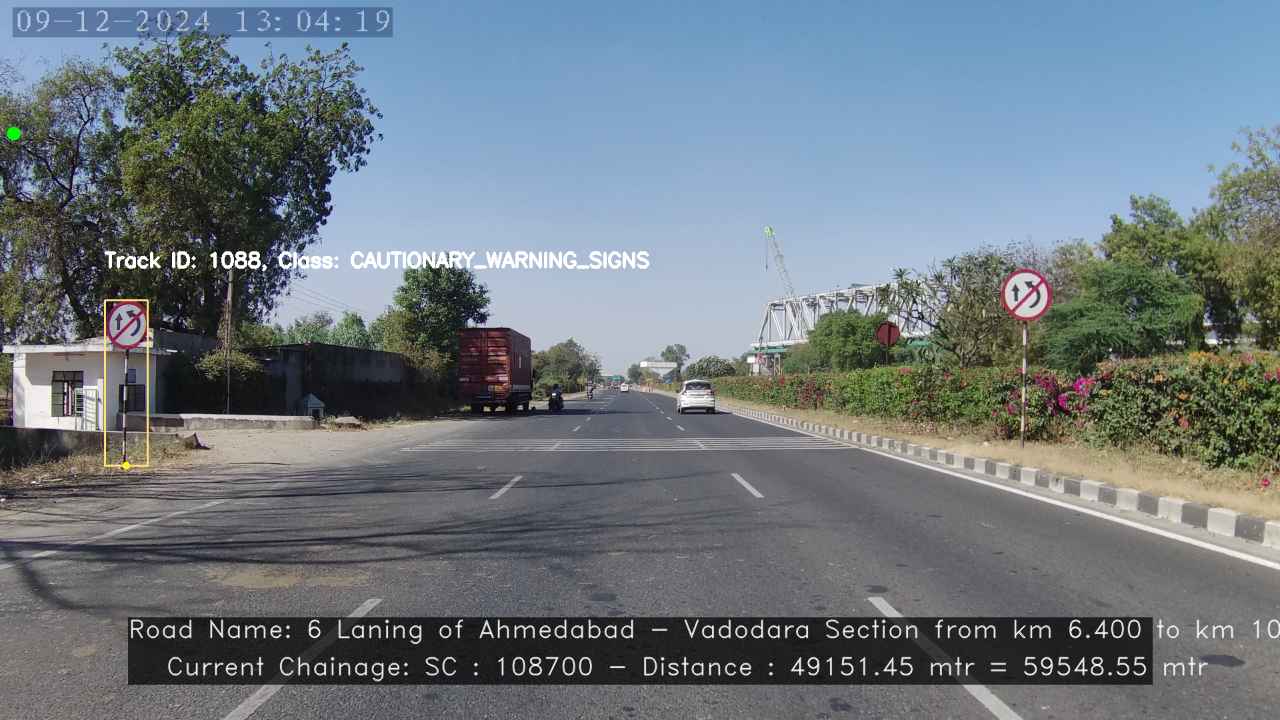 09-12-2024 13:04:19
Track ID: 1088, Class: CAUTIONARY_WARNING_SIGNS
Road Name: 6 Laning of Ahmedabad - Vadodara Section from km 6.400 to km 10
Current Chainage: SC : 108700 - Distance : 49151.45 mtr = 59548.55 mtr